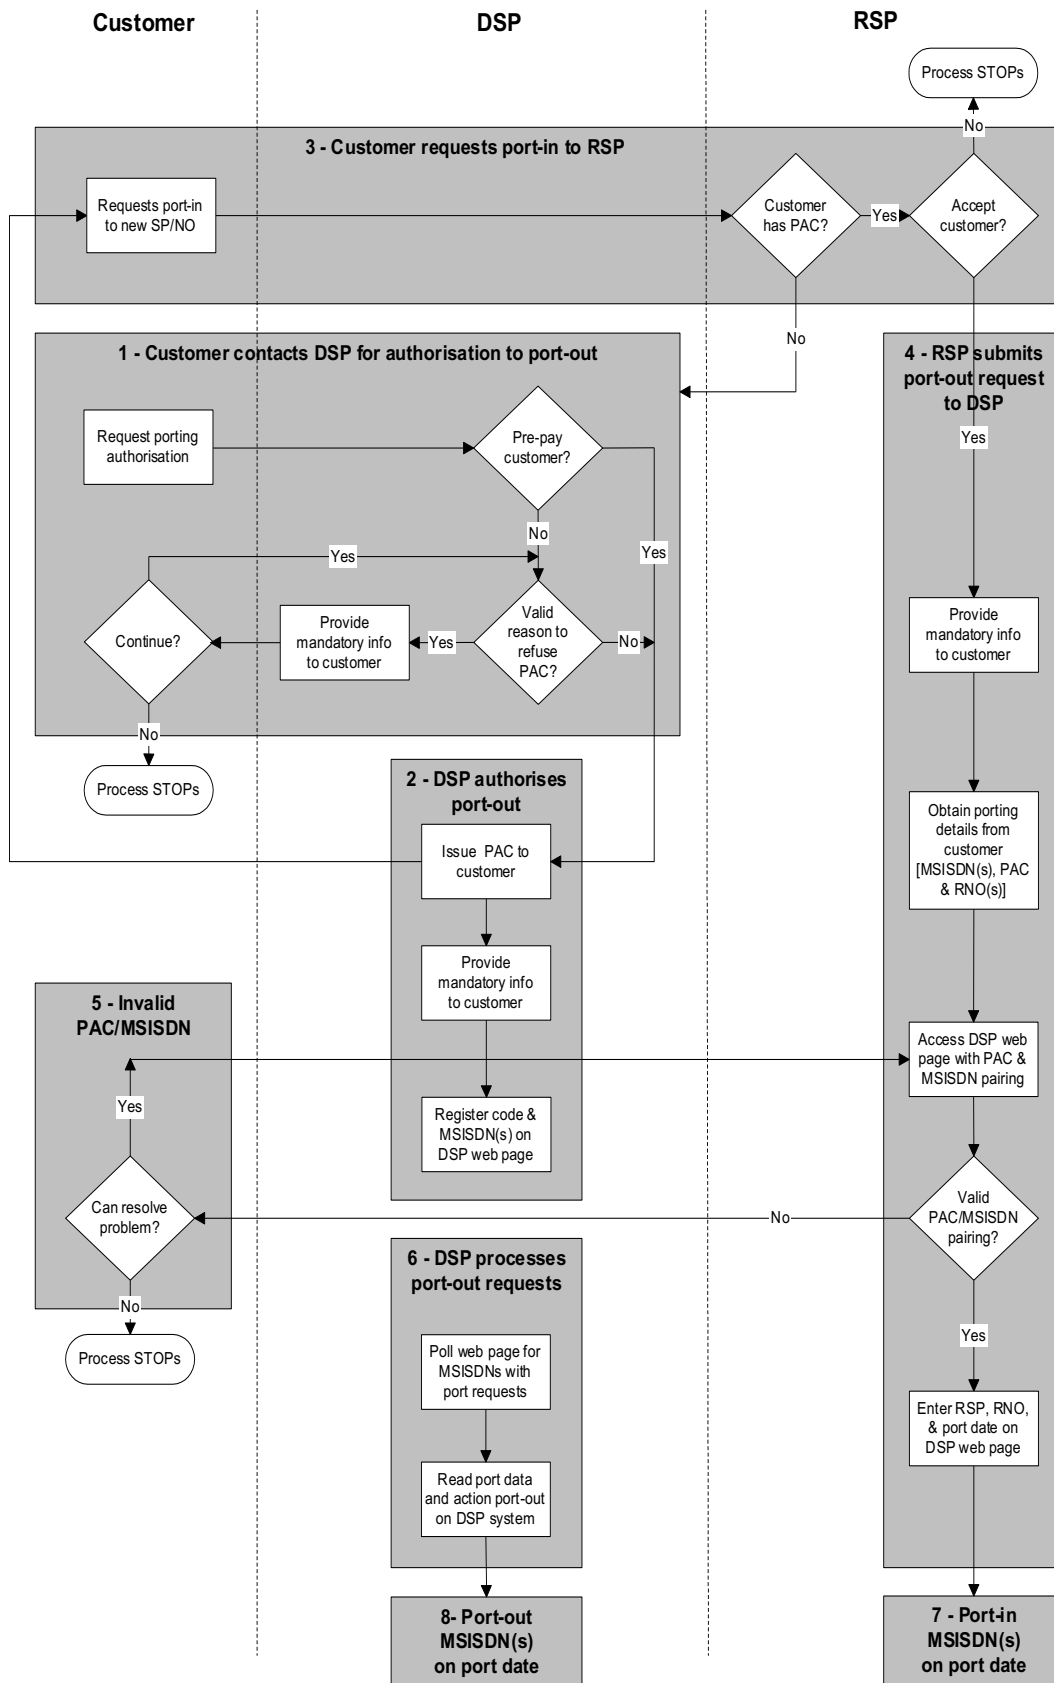 Customer
DSP
RSP
Process STOPs
No
3 - Customer requests port-in to RSP
Requests port-in
to new SP/NO
Customer
has PAC?
Yes
Accept
customer?
No
1 - Customer contacts DSP for authorisation to port-out
Request porting
authorisation
Pre-pay
customer?
No
Yes
Yes
Continue?
Provide
mandatory info
to customer
Yes
Valid
reason to
refuse
PAC?
No
No
Process STOPs
4 - RSP submits
port-out request
to DSP
Yes
Provide
mandatory info
to customer
Obtain porting
details from
customer
[MSISDN(s), PAC
& RNO(s)]
2 - DSP authorises
port-out
Issue PAC to
customer
Provide
mandatory info
to customer
Register code &
MSISDN(s) on
DSP web page
5 - Invalid
PAC/MSISDN
Yes
Can resolve
problem?
No
Process STOPs
Access DSP web
page with PAC &
MSISDN pairing
Valid
PAC/MSISDN
pairing?
No
Yes
Enter RSP, RNO,
& port date on
DSP web page
6 - DSP processes
port-out requests
Poll web page for
MSISDNs with
port requests
Read port data
and action port-out
on DSP system
8- Port-out
MSISDN(s)
on port date
7 - Port-in
MSISDN(s)
on port date